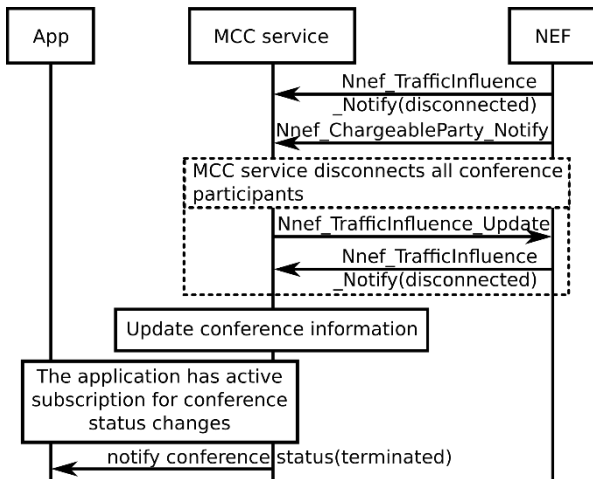 App
MCC service
NEF
Nnef_TrafficInfluence
_Notify(disconnected)
Nnef_ChargeableParty_Notify
MCC service disconnects all conference
participants
Nnef_TrafficInfluence_Update
Nnef_TrafficInfluence
_Notify(disconnected)
Update conference information
The application has active
subscription for conference
status changes
notify conference status(terminated)